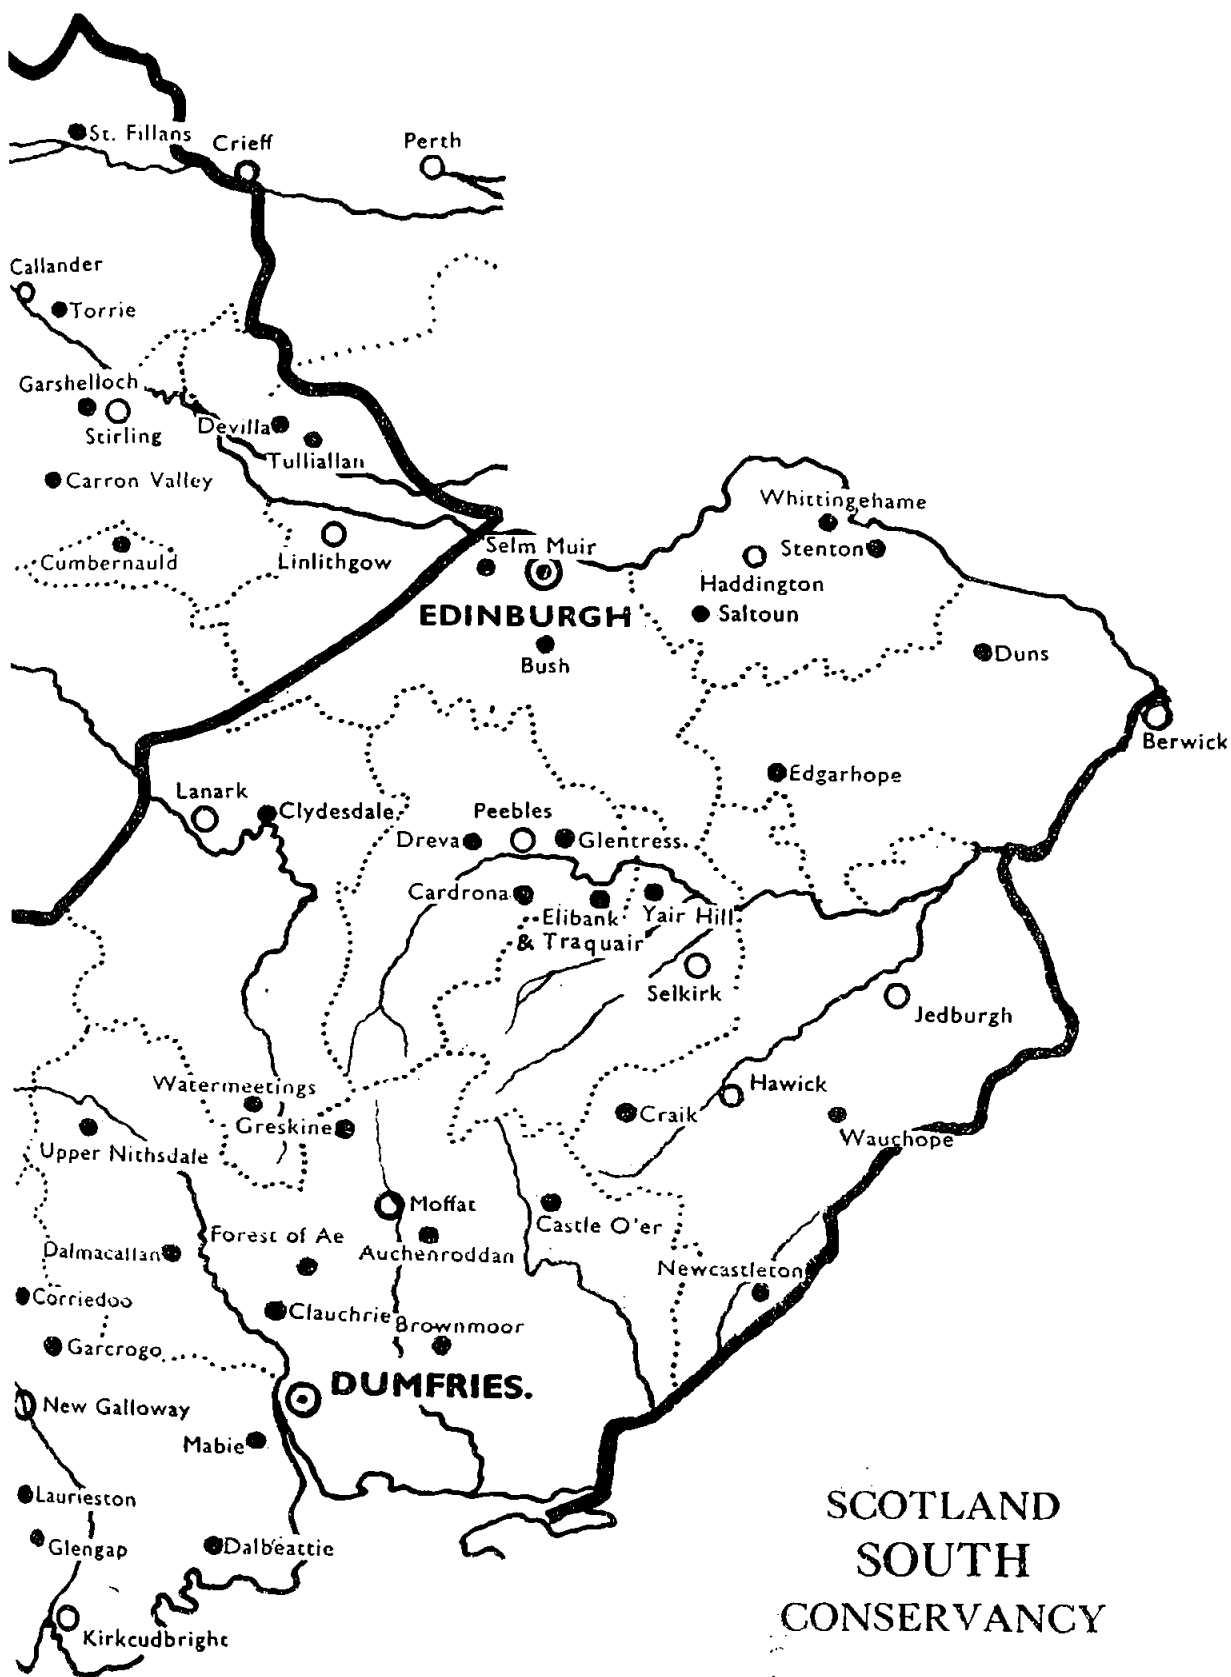 St. Fillans
Crieff
Perth
Callander
Torrie
Garshelloch
Stirling
Devilla
Tulliallan
Carron Valley
Cumbernauld
Linlithgow
Selm Muir
EDINBURGH
Bush
Whittingehame
Stenton
Haddington
Saltoun
Duns
Berwick
Edgarhope
Lanark
Clydesdale
Peebles
Dreva
Glentress
Cardrona
Elibank
& Traquair
Yair Hill
Selkirk
Jedburgh
Watermeetings
Greskine
Upper Nithsdale
Craik
Hawick
Wauchope
Moffat
Castle O'er
Forest of Ae
Auchenroddan
Dalmacallan
Newcastleton
Corriedoo
Clauchrie
Brownmoor
Garcrogo
DUMFRIES.
New Galloway
Mabie
Laurieston
Glengap
Dalbeattie
Kirkcudbright
SCOTLAND
SOUTH
CONSERVANCY